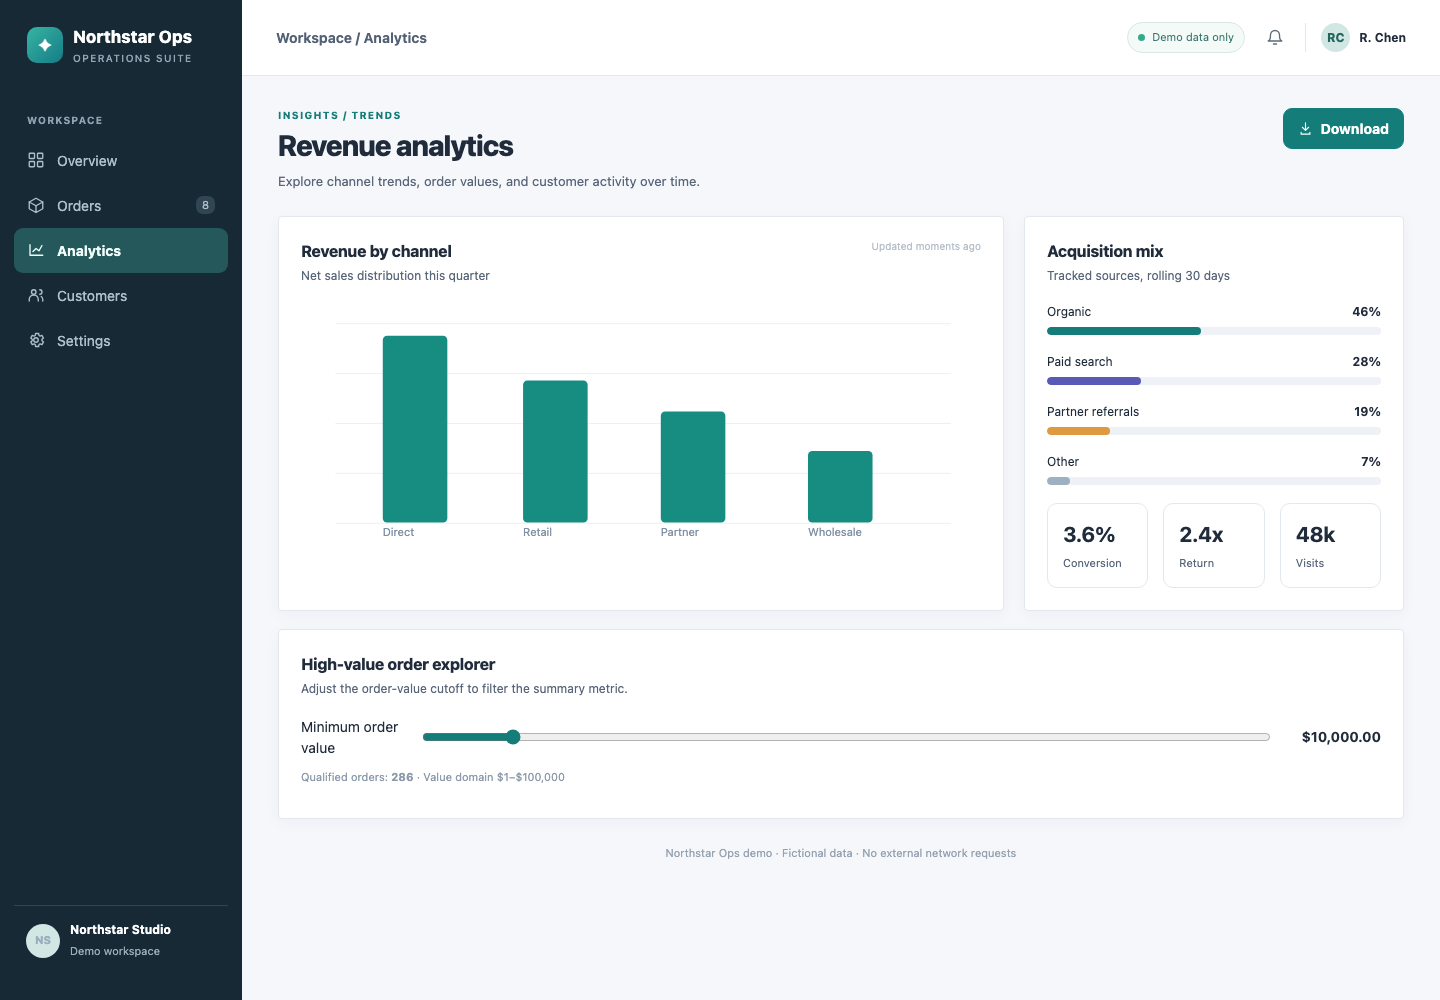 Northstar Ops
OPERATIONS SUITE
WORKSPACE
Overview
Orders 8
Analytics
Customers
Settings
NS
Northstar Studio
Demo workspace
Workspace / Analytics
Demo data only
RC R. Chen
INSIGHTS / TRENDS
Revenue analytics
Explore channel trends, order values, and customer activity over time.
Download
Revenue by channel
Updated moments ago
Net sales distribution this quarter
Direct Retail Partner Wholesale
Acquisition mix
Tracked sources, rolling 30 days
Organic 46%
Paid search 28%
Partner referrals 19%
Other 7%
3.6% 2.4x 48k
Conversion Return Visits
High-value order explorer
Adjust the order-value cutoff to filter the summary metric.
Minimum order
value
$10,000.00
Qualified orders: 286 · Value domain $1–$100,000
Northstar Ops demo · Fictional data · No external network requests